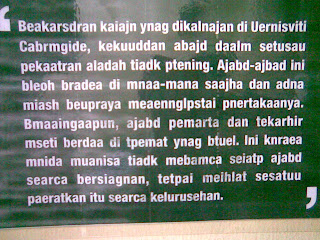 “
Beakarsdran kaiajn ynag dikalnajan di Uernisviti
Cabrmgide, kekuuddan abajd daalm setusau
pekaatran aladah tiadk ptening. Ajabd-ajbad ini
bleoh bradea di mnaa-mana saajha dan adna
miash beupraya meaennglpstai pnertakaanya.
Bmaaingaapun, ajabd pemarta dan tekarhir
mseti berdaa di tpemat ynag btuel. Ini knraea
mnida muanisa tiadk mebamca seiatp ajabd
searca bersiagnan, tetpai meihlaf sesatuu
paeratkan itu searca kelurusehan.
”